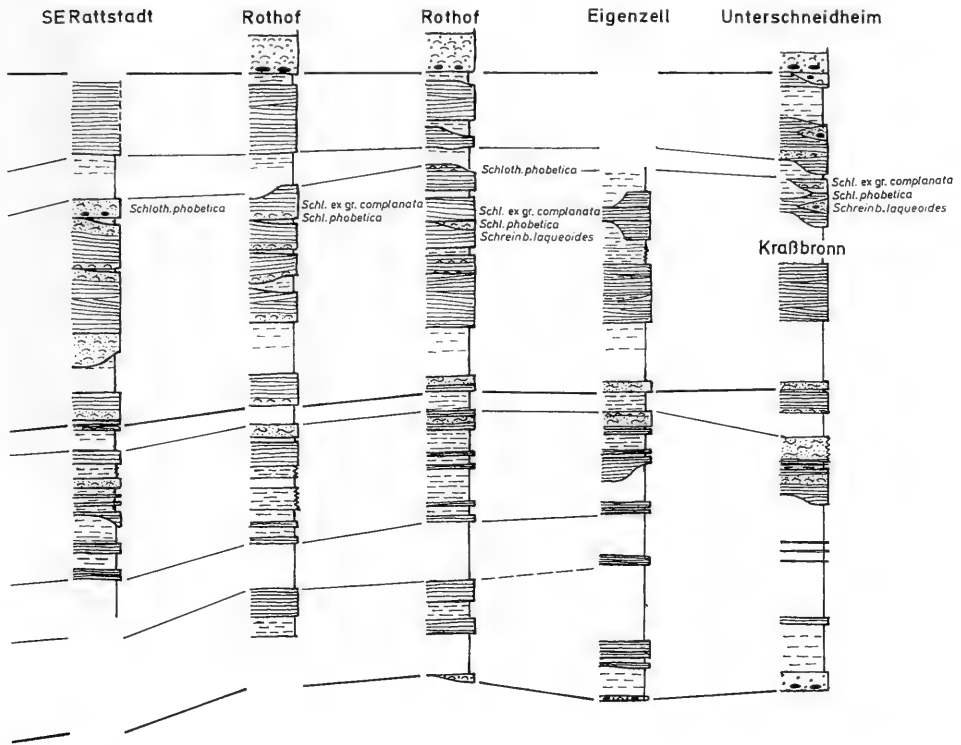 SE Rattstadt
Rothof
Rothof
Eigenzell
Unterschneidheim
Schloth. phobetica
Schl. ex gr. complanata
Schl. phobetica
Schloth. phobetica
Schl. ex gr. complanata
Schl. phobetica
Schreinb. laqueoides
Schl. ex gr. complanata
Schl. phobetica
Schreinb. laqueoides
Kraßbronn